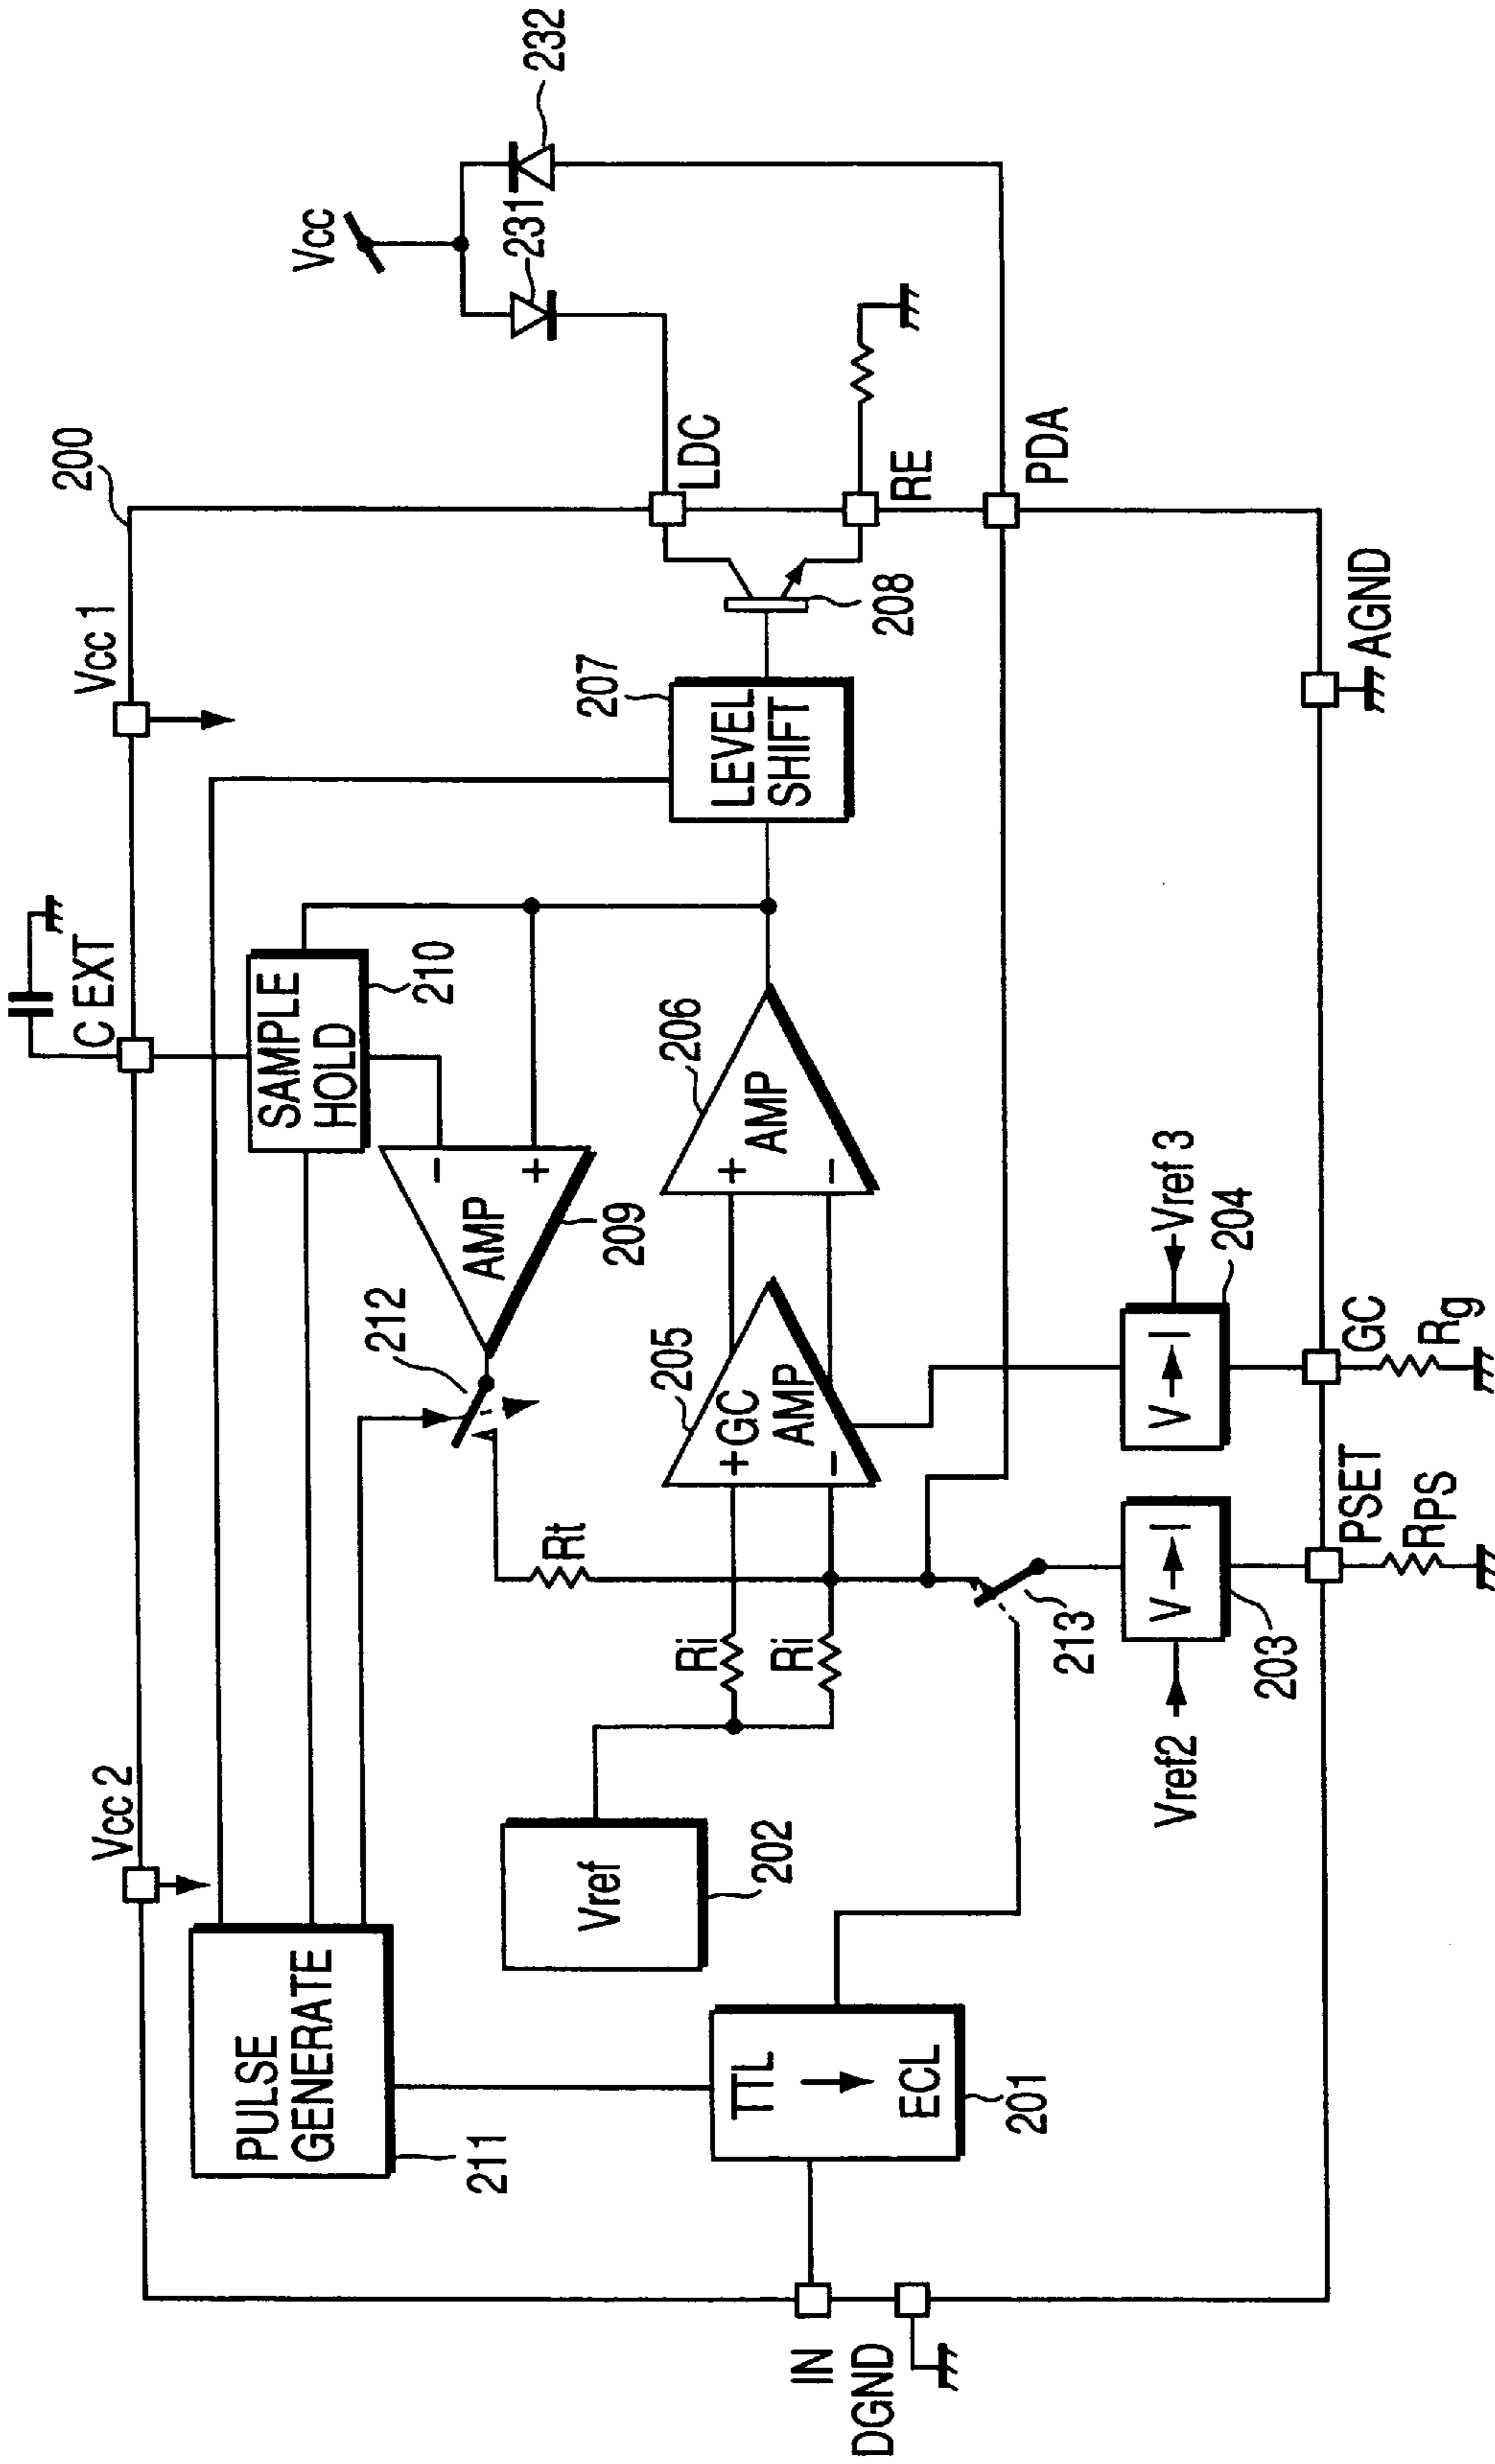 200
Vcc 2
C EXT
Vcc 1
Vcc
232
231
PULSE
GENERATE
211
SAMPLE
HOLD
210
212
AMP
-
+
209
LDC
Vref
202
Rt
205
+
GC
AMP
-
206
+
AMP
-
207
LEVEL
SHIFT
208
RE
Ri
Ri
IN
DGND
TTL
ECL
201
PDA
213
Vref2
V
I
203
V
I
Vref 3
204
PSET
RPS
GC
Rg
AGND